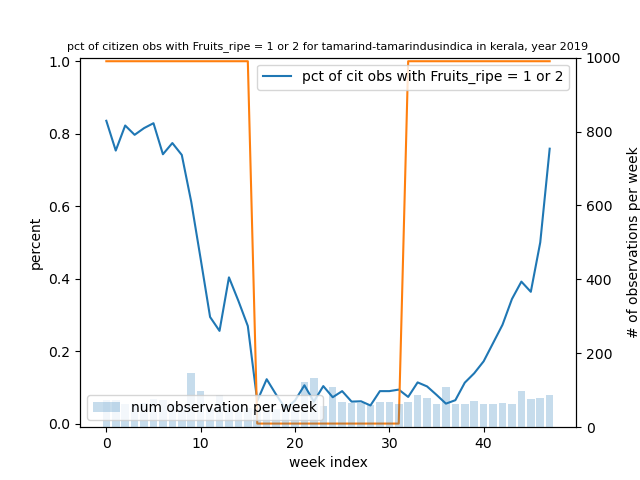 pct of citizen obs with Fruits_ripe = 1 or 2 for tamarind-tamarindusindica in kerala, year 2019
pct of cit obs with Fruits_ripe = 1 or 2
num observation per week
percent
1.0
0.8
0.6
0.4
0.2
0.0
1000
800
600
400
200
0
# of observations per week
0 10 20 30 40
week index